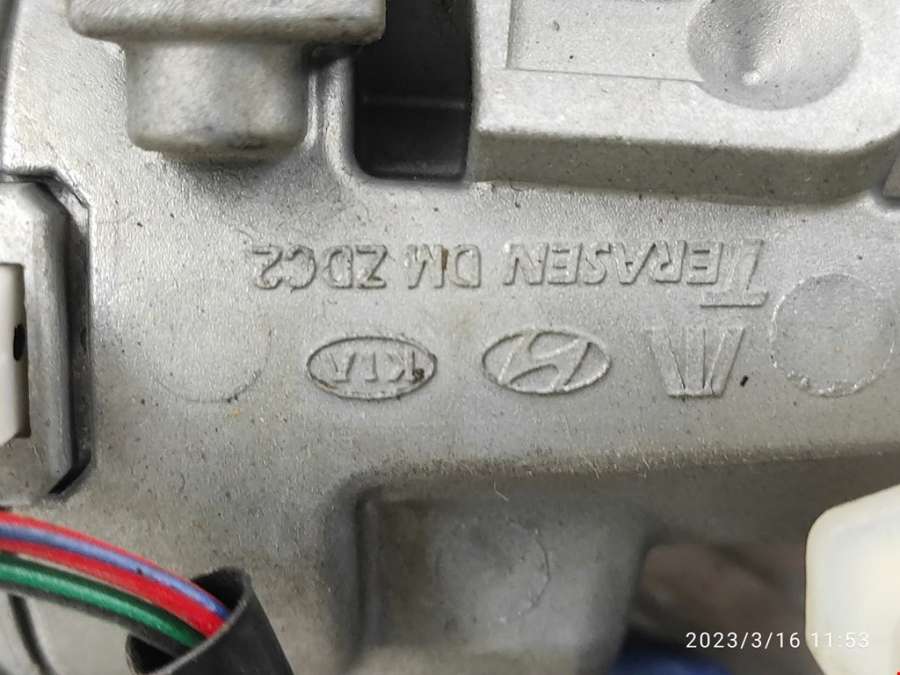 TERASEN DM ZDC2
KIA
2023/3/16 11:53